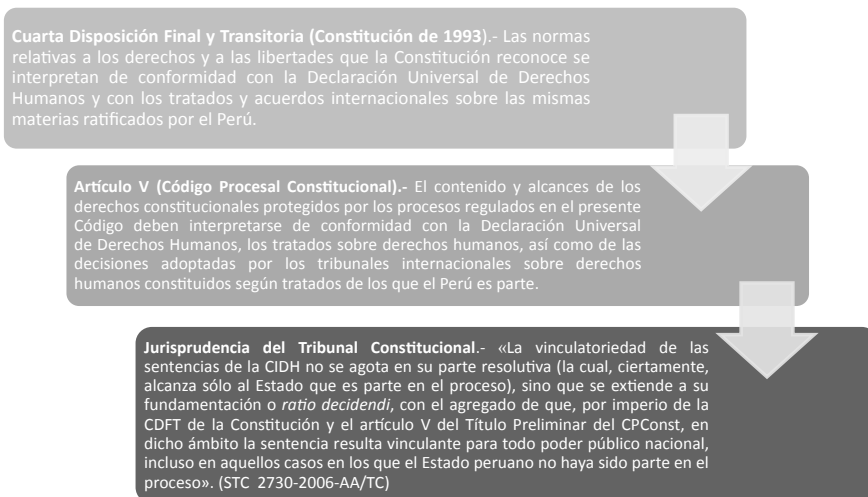 Cuarta Disposición Final y Transitoria (Constitución de 1993).- Las normas
relativas a los derechos y a las libertades que la Constitución reconoce se
interpretan de conformidad con la Declaración Universal de Derechos
Humanos y con los tratados y acuerdos internacionales sobre las mismas
materias ratificados por el Perú.
Artículo V (Código Procesal Constitucional).- El contenido y alcances de los
derechos constitucionales protegidos por los procesos regulados en el presente
Código deben interpretarse de conformidad con la Declaración Universal
de Derechos Humanos, los tratados sobre derechos humanos, así como de las
decisiones adoptadas por los tribunales internacionales sobre derechos
humanos constituidos según tratados de los que el Perú es parte.
Jurisprudencia del Tribunal Constitucional.- «La vinculatoriedad de las
sentencias de la CIDH no se agota en su parte resolutiva (la cual, ciertamente,
alcanza sólo al Estado que es parte en el proceso), sino que se extiende a su
fundamentación o ratio decidendi, con el agregado de que, por imperio de la
CDFT de la Constitución y el artículo V del Título Preliminar del CPConst, en
dicho ámbito la sentencia resulta vinculante para todo poder público nacional,
incluso en aquellos casos en los que el Estado peruano no haya sido parte en el
proceso». (STC 2730-2006-AA/TC)